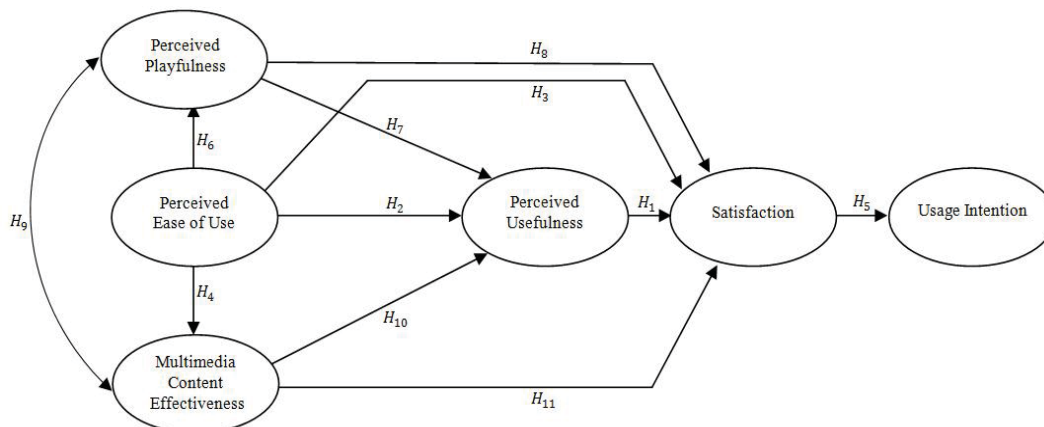 Perceived
Playfulness
H8
H3
H7
H6
Perceived
Ease of Use
H2
Perceived
Usefulness
H1
Satisfaction
H5
Usage Intention
H9
H4
H10
Multimedia
Content
Effectiveness
H11